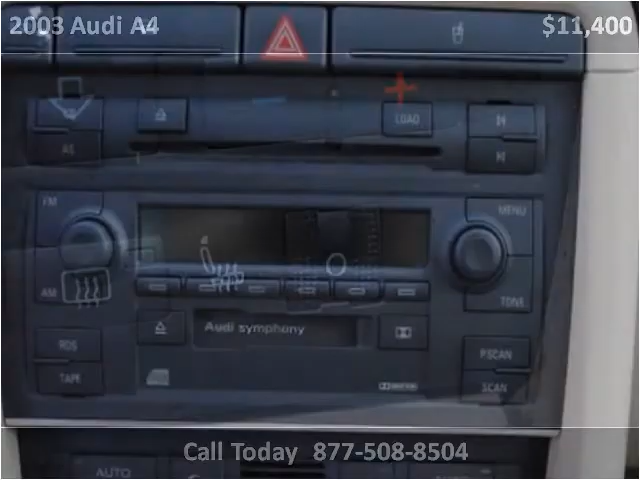 2003 Audi A4 $11,400
LOAD
AS
FM MENU
AM TONE
Audi symphony
RDS P.SCAN
TAPE SCAN
Call Today 877-508-8504
AUTO